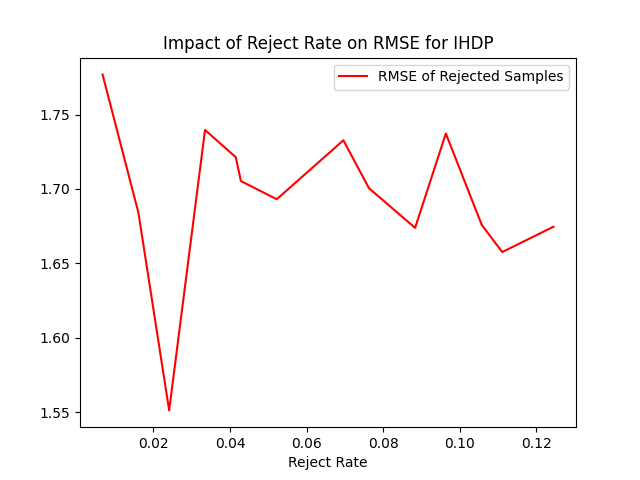 Impact of Reject Rate on RMSE for IHDP
RMSE of Rejected Samples
1.75
1.70
1.65
1.60
1.55
0.02 0.04 0.06 0.08 0.10 0.12
Reject Rate